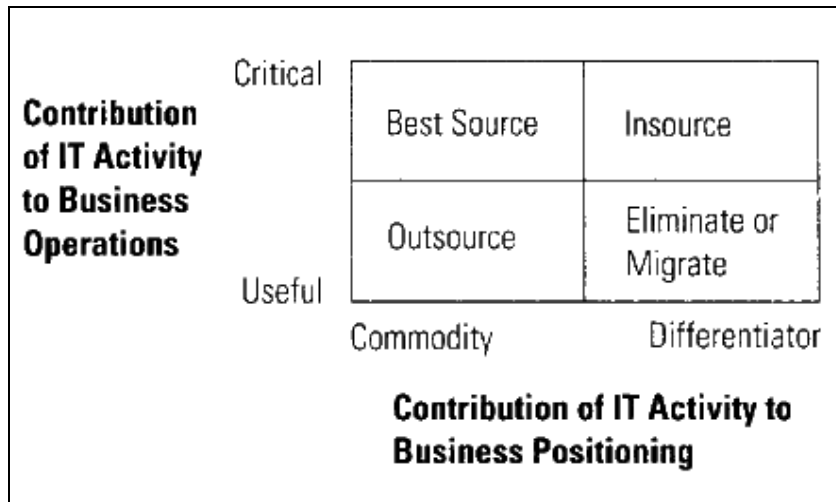 Critical
Contribution
of IT Activity
to Business
Operations
Best Source
Insource
Outsource
Eliminate or
Migrate
Useful
Commodity
Differentiator
Contribution of IT Activity to
Business Positioning